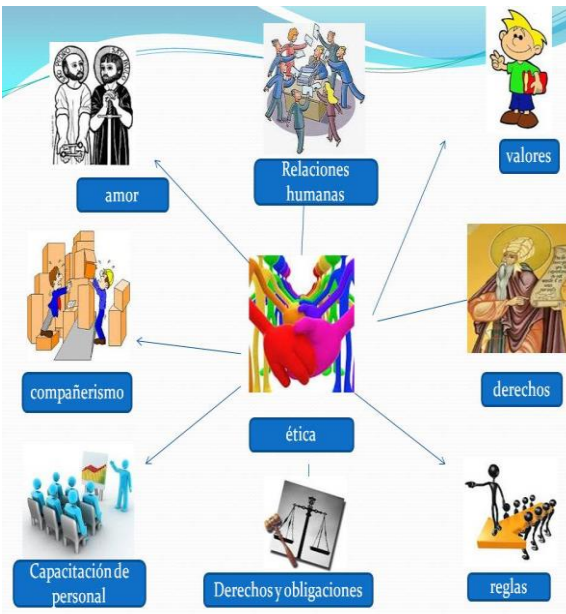 valores
Relaciones
humanas
amor
compañerismo
derechos
ética
Capacitación de
personal
Derechos y obligaciones
reglas